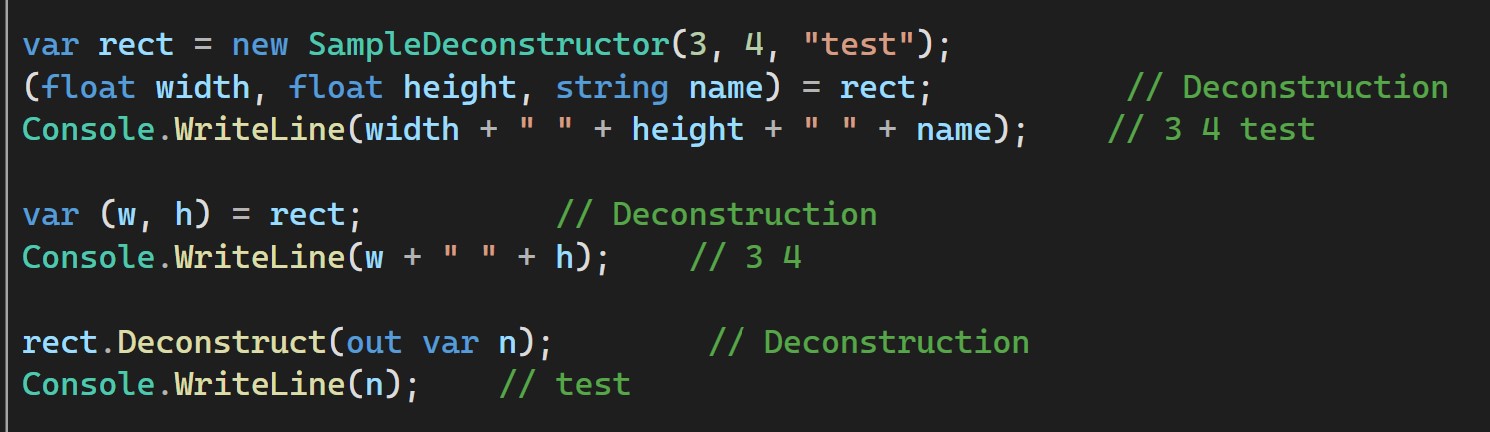 var rect = new SampleDeconstructor(3, 4, "test");
(float width, float height, string name) = rect;          // Deconstruction
Console.WriteLine(width + " " + height + " " + name);    // 3 4 test
var (w, h) = rect;          // Deconstruction
Console.WriteLine(w + " " + h);    // 3 4
rect.Deconstruct(out var n);        // Deconstruction
Console.WriteLine(n);    // test